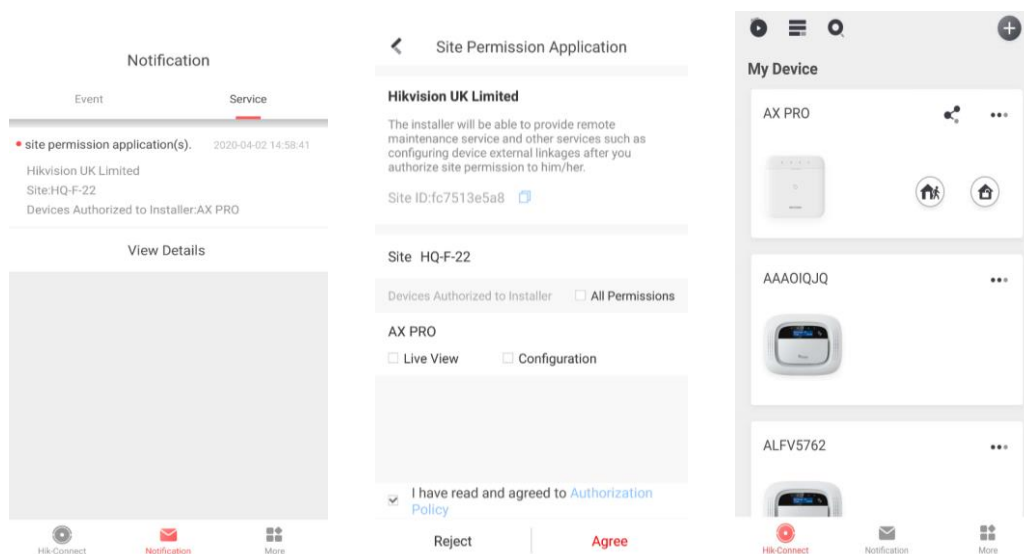 Notification
Event
Service
site permission application(s).
2020-04-02 14:58:41
Hikvision UK Limited
Site:HQ-F-22
Devices Authorized to Installer:AX PRO
View Details
Hik-Connect
Notification
More
Site Permission Application
Hikvision UK Limited
The installer will be able to provide remote
maintenance service and other services such as
configuring device external linkages after you
authorize site permission to him/her.
Site ID:fc7513e5a8
Site HQ-F-22
Devices Authorized to Installer
All Permissions
AX PRO
Live View
Configuration
I have read and agreed to Authorization
Policy
Reject
Agree
My Device
AX PRO
AAAOIQJQ
ALFV5762
Hik-Connect
Notification
More